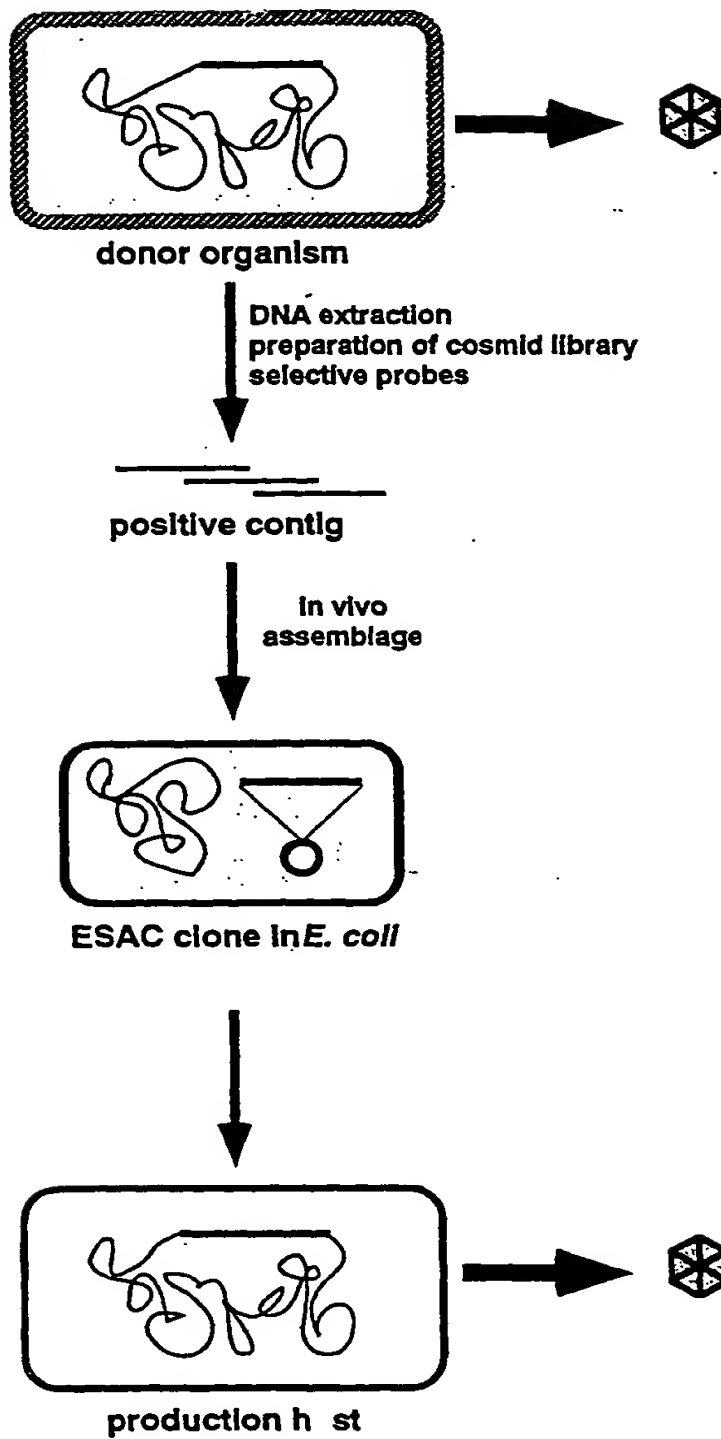 donor organism
DNA extraction
preparation of cosmid library
selective probes
positive contig
in vivo
assemblage
ESAC clone in E. coli
production h st